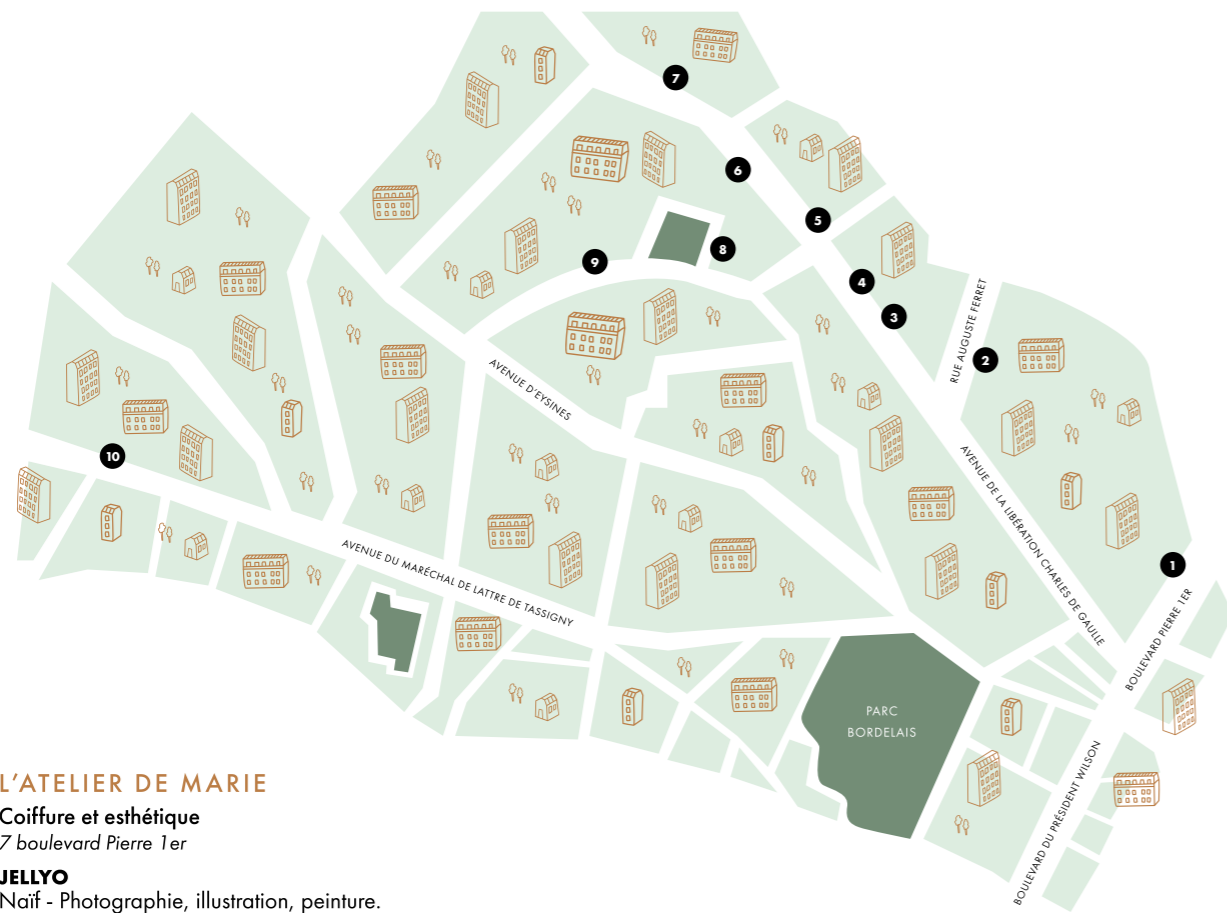 7
6
5
8
9
4
3
RUE AUGUSTE FERRET
2
AVENUE D'EYSINES
10
AVENUE DE LA LIBÉRATION CHARLES DE GAULLE
AVENUE DU MARÉCHAL DE LATTRE DE TASSIGNY
1
BOULEVARD PIERRE 1ER
PARC
BORDELAIS
BOULEVARD DU PRÉSIDENT WILSON
L'ATELIER DE MARIE
Coiffure et esthétique
7 boulevard Pierre 1er
JELLYO
Naïf - Photographie, illustration, peinture.